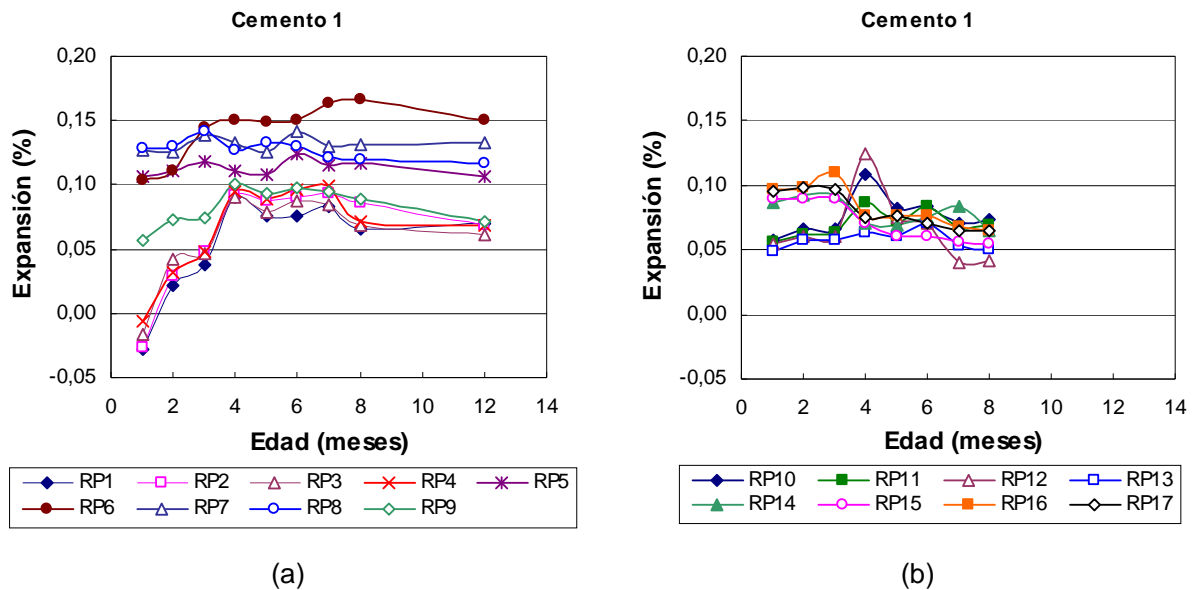 Cemento 1
0,20
0,15
0,10
0,05
0,00
-0,05
Expansión (%)
0 2 4 6 8 10 12 14
Edad (meses)
RP1 RP2 RP3 RP4 RP5
RP6 RP7 RP8 RP9
(a)
Cemento 1
0,20
0,15
0,10
0,05
0,00
-0,05
Expansión (%)
0 2 4 6 8 10 12 14
Edad (meses)
RP10 RP11 RP12 RP13
RP14 RP15 RP16 RP17
(b)